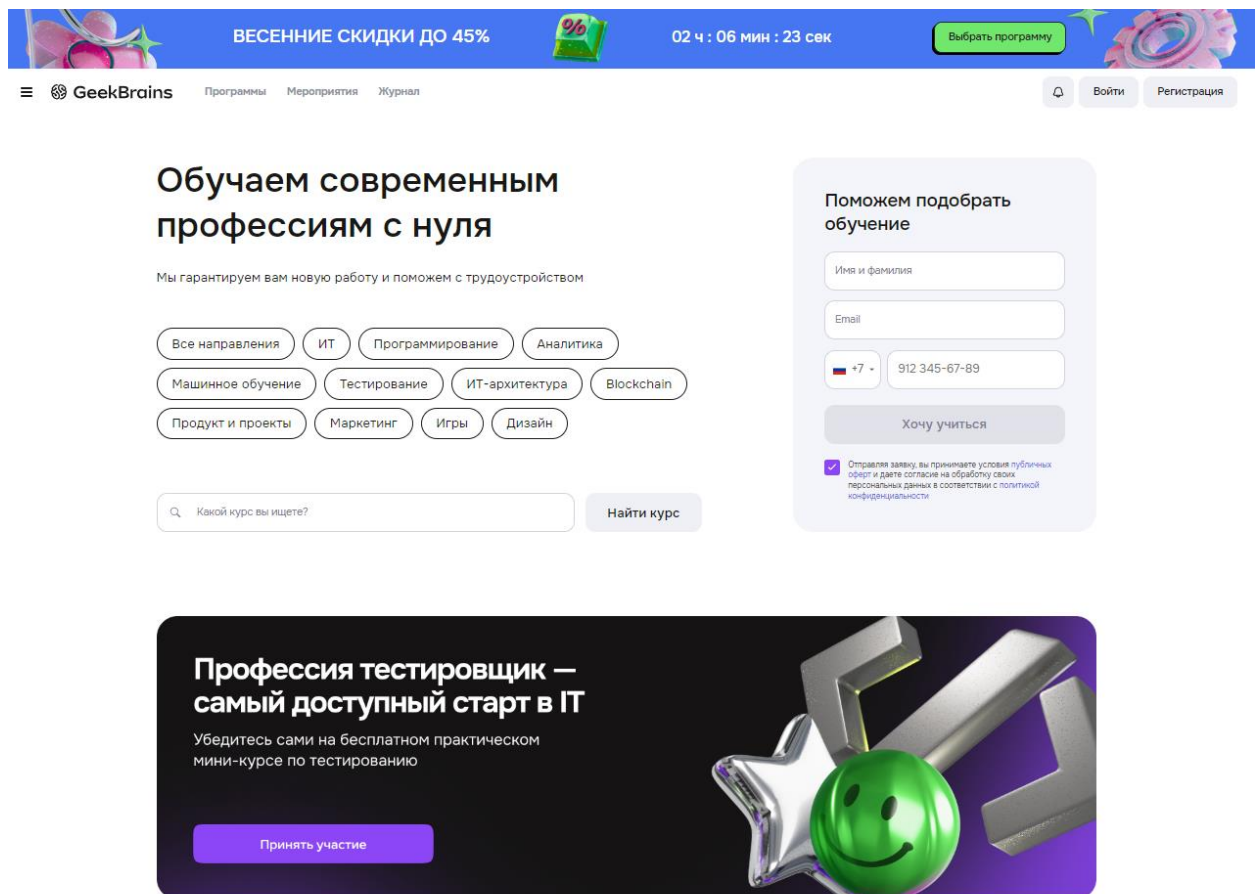 ВЕСЕННИЕ СКИДКИ ДО 45%
%
02 ч : 06 мин : 23 сек
Выбрать программу
GeekBrains
Программы
Мероприятия
Журнал
Войти
Регистрация
Обучаем современным
профессиям с нуля
Мы гарантируем вам новую работу и поможем с трудоустройством
Все направления
ИТ
Программирование
Аналитика
Машинное обучение
Тестирование
ИТ-архитектура
Blockchain
Продукт и проекты
Маркетинг
Игры
Дизайн
Какой курс вы ищете?
Найти курс
Поможем подобрать
обучение
Имя и фамилия
Email
+7
912 345-67-89
Хочу учиться
Отправляя заявку, вы принимаете условия публичных
оферт и даете согласие на обработку своих
персональных данных в соответствии с политикой
конфиденциальности
Профессия тестировщик —
самый доступный старт в IT
Убедитесь сами на бесплатном практическом
мини-курсе по тестированию
Принять участие